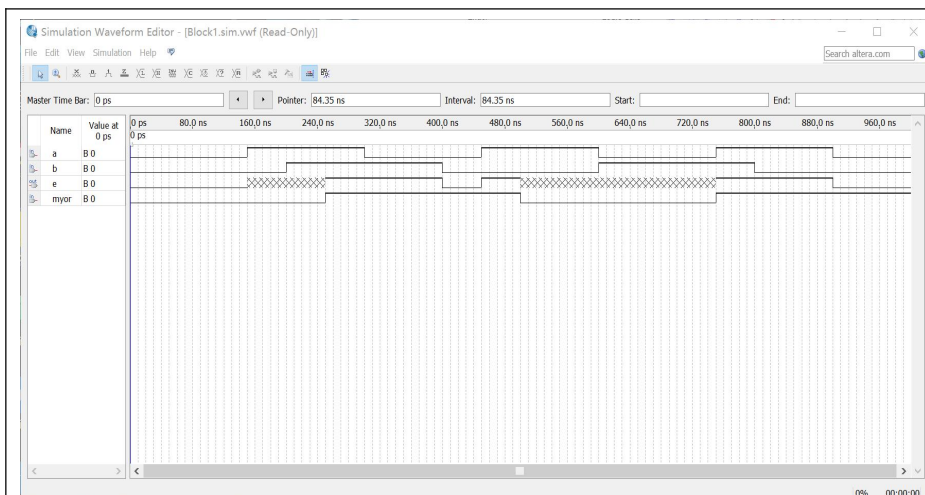 Simulation Waveform Editor - [Block1.sim.vwf (Read-Only)]
File Edit View Simulation Help
Search altera.com
Master Time Bar: 0 ps Pointer: 84.35 ns Interval: 84.35 ns Start: End:
Name Value at 0 ps
0 ps 80.0 ns 160.0 ns 240.0 ns 320.0 ns 400.0 ns 480.0 ns 560.0 ns 640.0 ns 720.0 ns 800.0 ns 880.0 ns 960.0 ns
0 ps
a B 0
b B 0
e B 0
myor B 0
0% 00:00:00